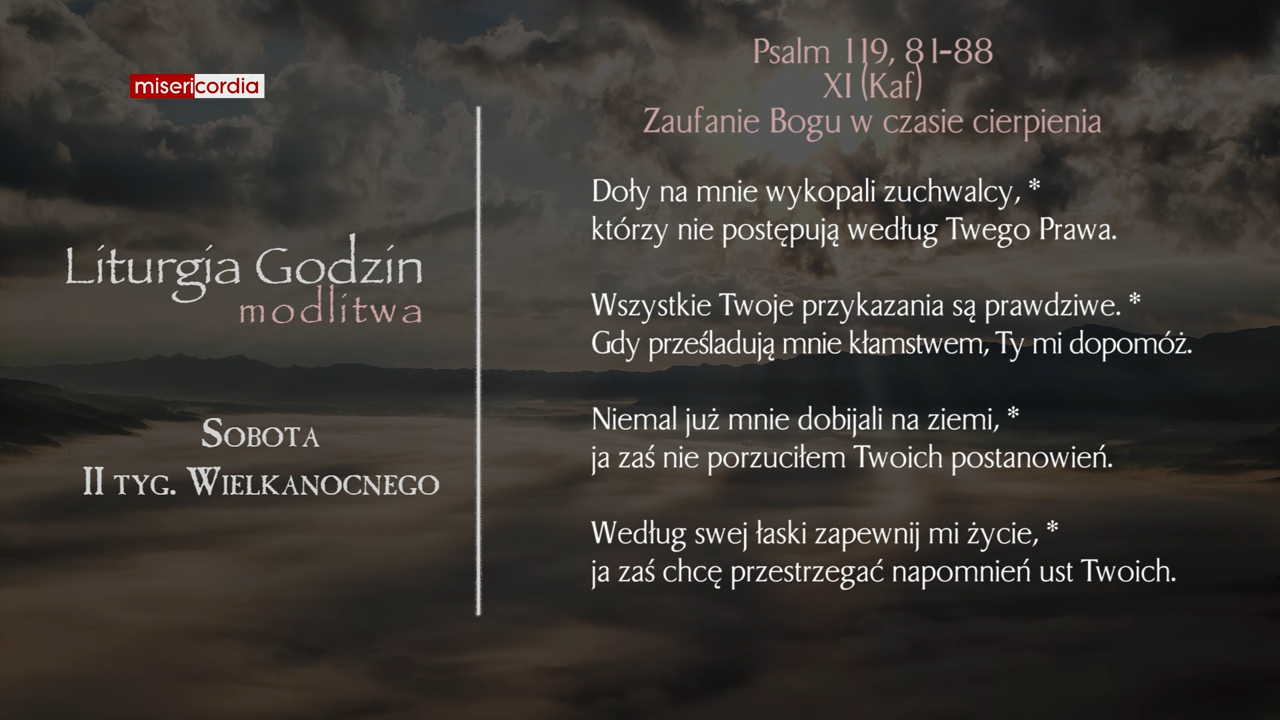 misericordia
Liturgia Godzin
modlitwa
Sobota
II tyg. Wielkanocnego
Psalm 119, 81-88
XI (Kaf)
Zaufanie Bogu w czasie cierpienia
Doły na mnie wykopali zuchwalcy, *
którzy nie postępują według Twego Prawa.
Wszystkie Twoje przykazania są prawdziwe. *
Gdy prześladują mnie kłamstwem, Ty mi dopomóż.
Niemal już mnie dobijali na ziemi, *
ja zaś nie porzuciłem Twoich postanowień.
Według swej łaski zapewnij mi życie, *
ja zaś chcę przestrzegać napomnień ust Twoich.